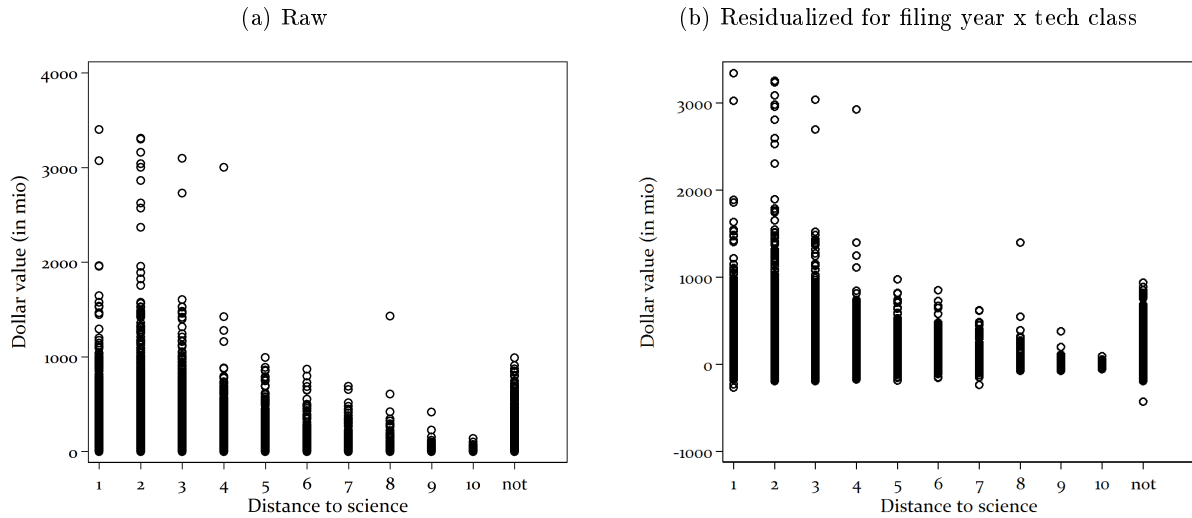 (a) Raw
4000
3000
2000
1000
0
Dollar value (in mio)
1 2 3 4 5 6 7 8 9 10 not
Distance to science
(b) Residualized for filing year x tech class
3000
2000
1000
0
-1000
Dollar value (in mio)
1 2 3 4 5 6 7 8 9 10 not
Distance to science